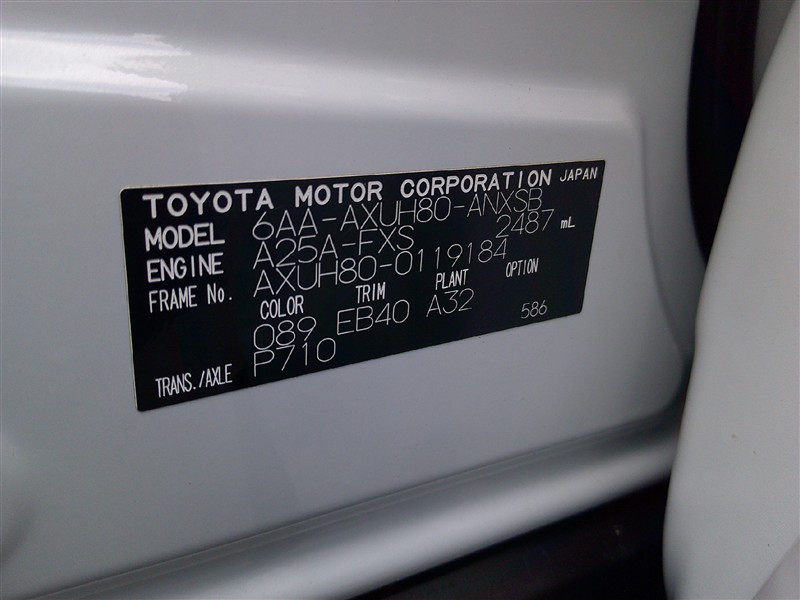 TOYOTA MOTOR CORPORATION JAPAN
MODEL 6AA-AXUH80-ANXSB
ENGINE A25A-FXS 2487 mL
FRAME No. AXUH80-0119184
COLOR TRIM PLANT OPTION
089 EB40 A32 586
TRANS./AXLE P710